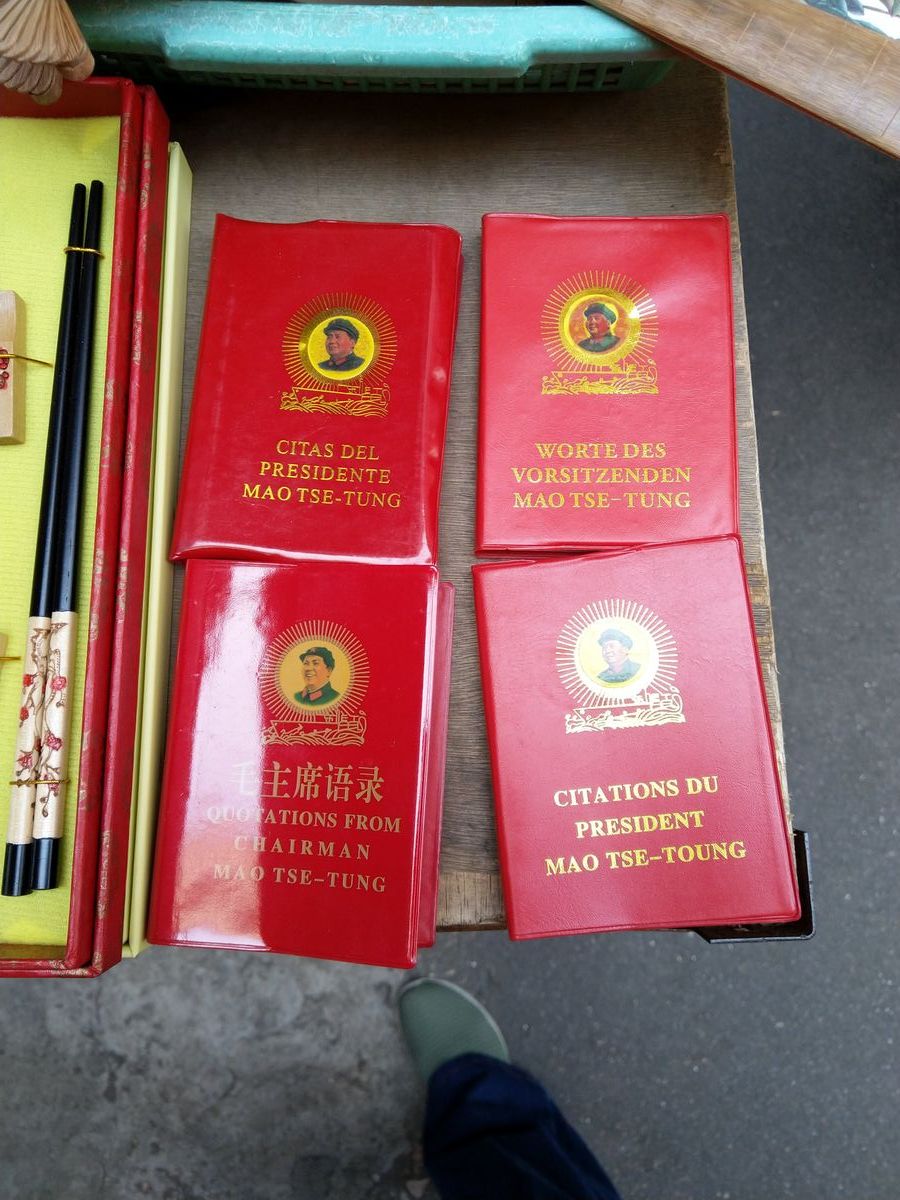 CITAS DEL
PRESIDENTE
MAO TSE-TUNG
WORTE DES
VORSITZENDEN
MAO TSE-TUNG
毛主席语录
QUOTATIONS FROM
CHAIRMAN
MAO TSE-TUNG
CITATIONS DU
PRESIDENT
MAO TSE-TOUNG